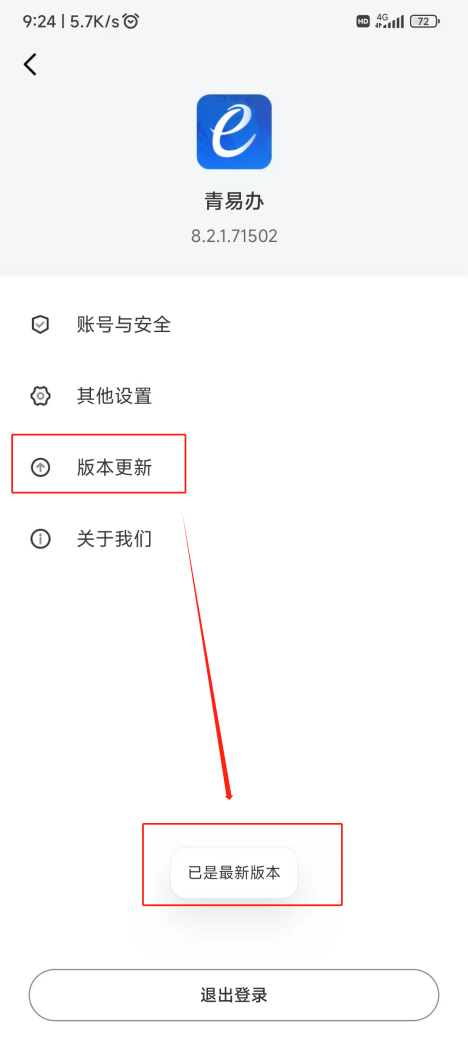 9:24 | 5.7K/s
HD 4G 72
青易办
8.2.1.71502
账号与安全
其他设置
版本更新
关于我们
已是最新版本
退出登录